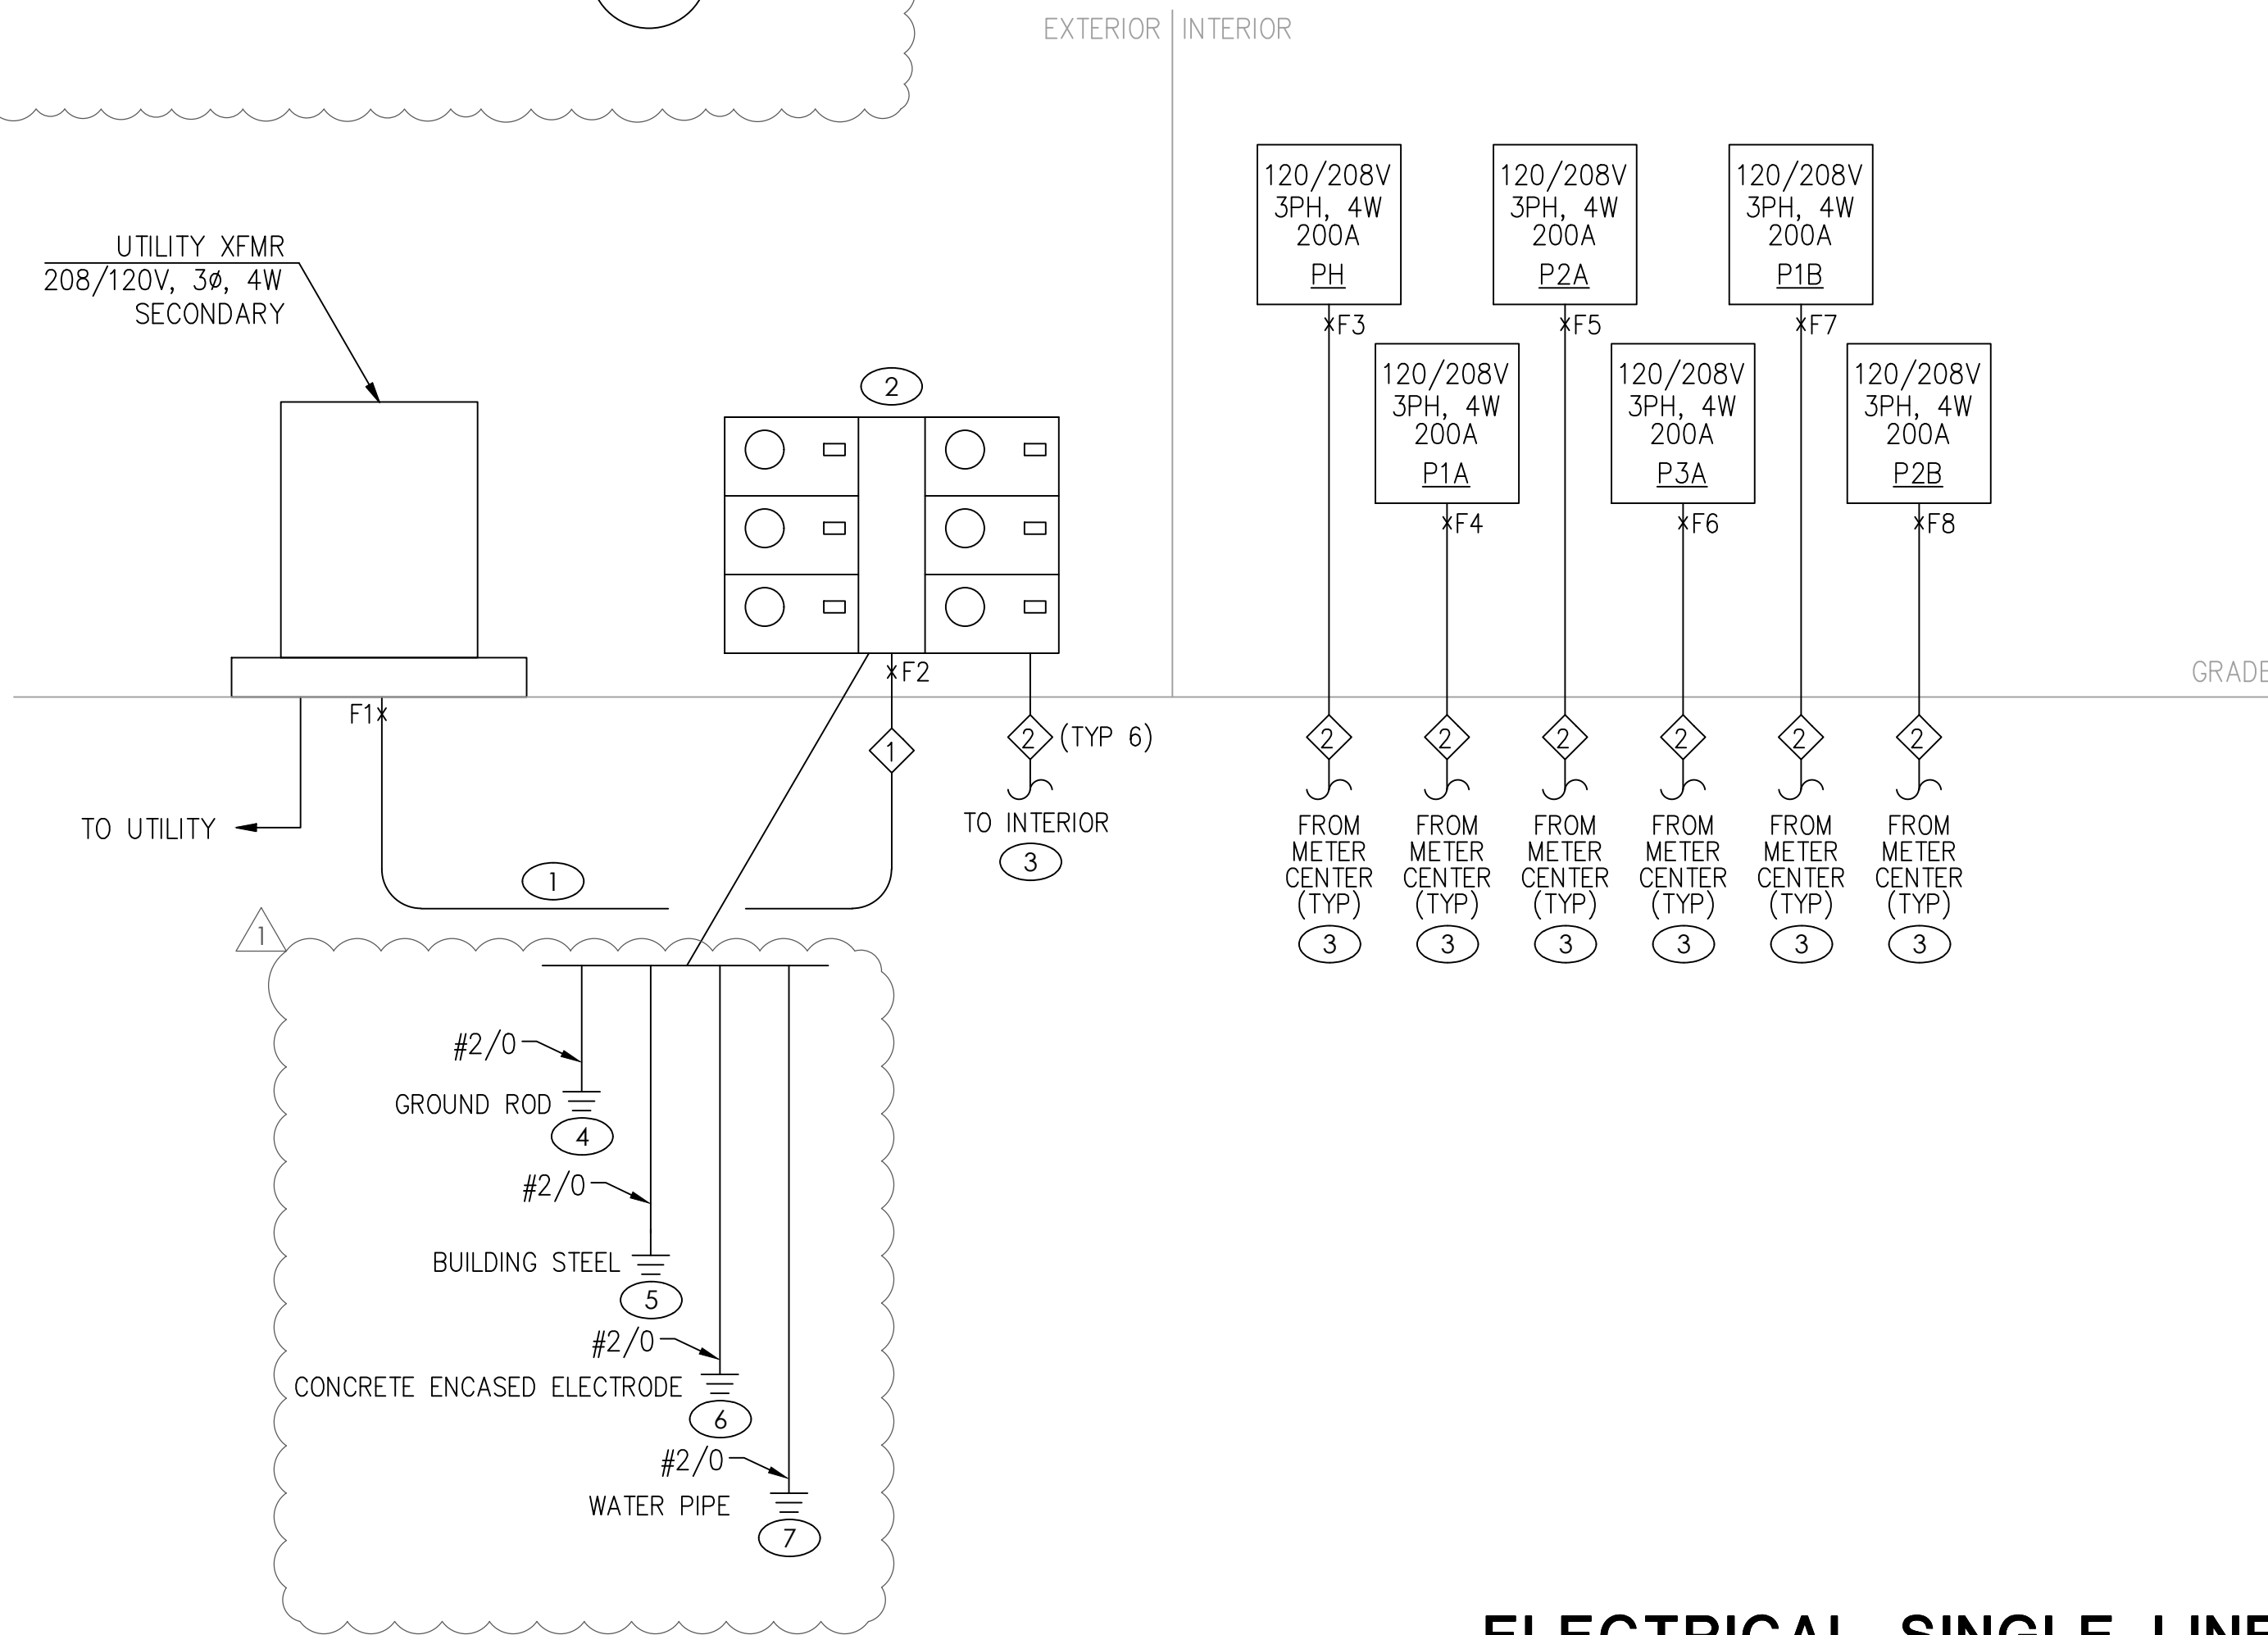 EXTERIOR
INTERIOR
UTILITY XFMR
208/120V, 3ø, 4W
SECONDARY
2
120/208V
3PH, 4W
200A
PH
F3
120/208V
3PH, 4W
200A
P2A
F5
120/208V
3PH, 4W
200A
P1B
F7
120/208V
3PH, 4W
200A
P1A
F4
120/208V
3PH, 4W
200A
P3A
F6
120/208V
3PH, 4W
200A
P2B
F8
GRADE
F1
F2
1
2
(TYP 6)
TO UTILITY
TO INTERIOR
3
1
2
FROM
METER
CENTER
(TYP)
3
2
FROM
METER
CENTER
(TYP)
3
2
FROM
METER
CENTER
(TYP)
3
2
FROM
METER
CENTER
(TYP)
3
2
FROM
METER
CENTER
(TYP)
3
2
FROM
METER
CENTER
(TYP)
3
1
#2/0
GROUND ROD
4
#2/0
BUILDING STEEL
5
#2/0
CONCRETE ENCASED ELECTRODE
6
#2/0
WATER PIPE
7
ELECTRICAL SINGLE LINE